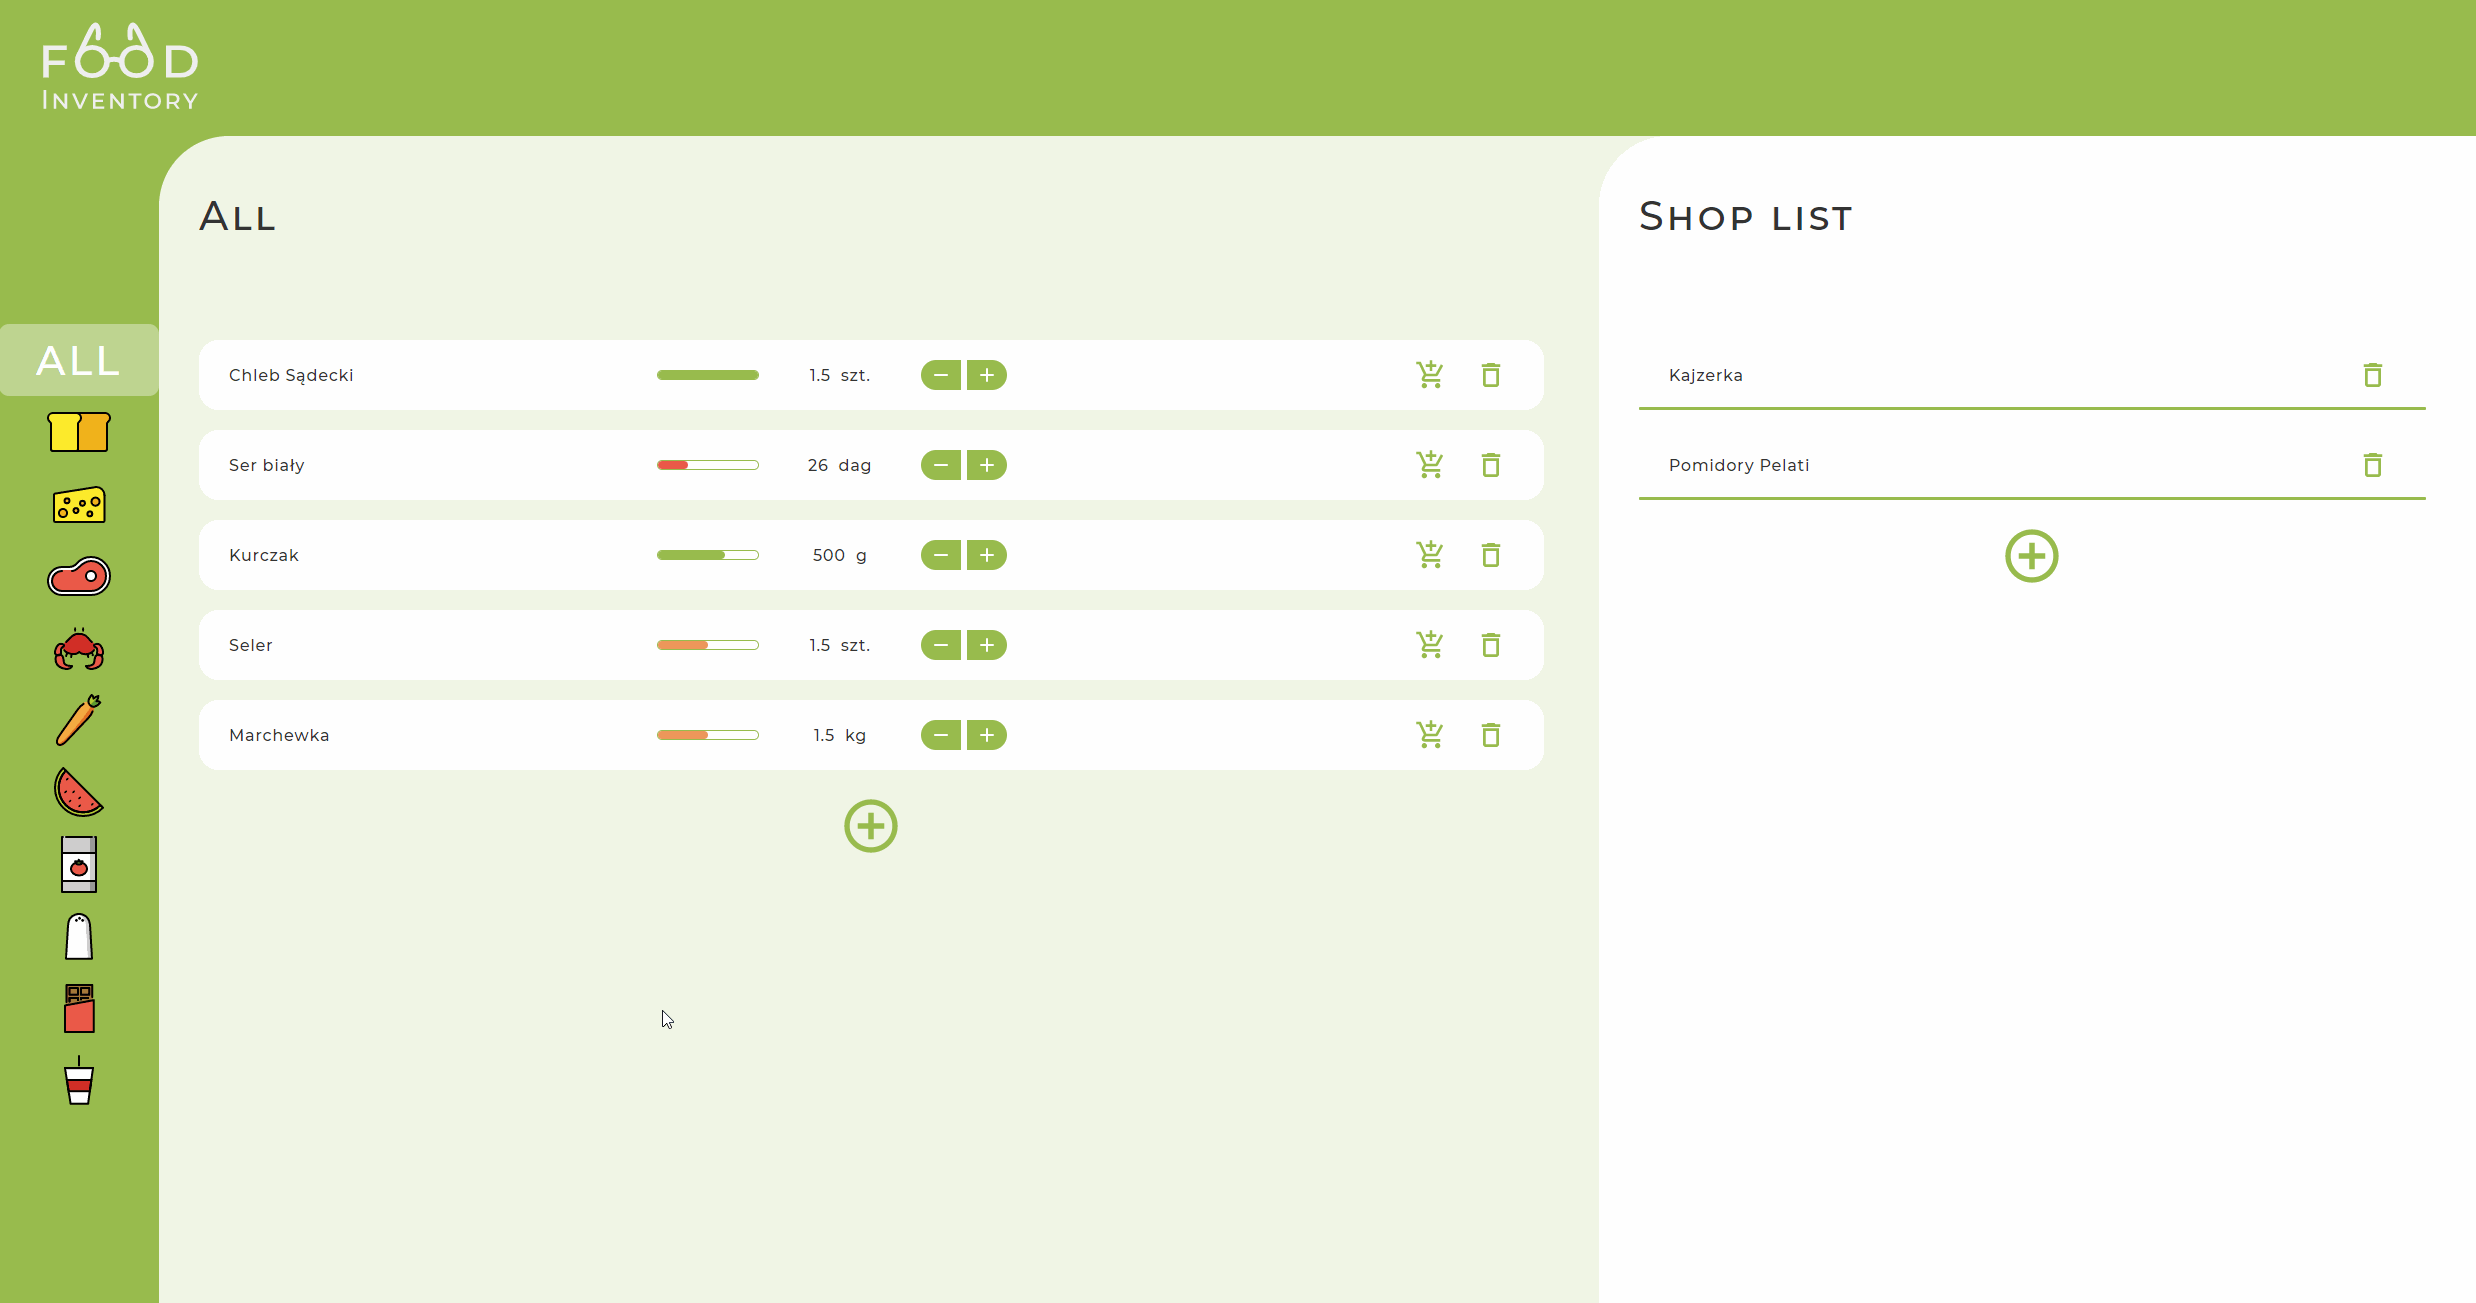 FOOD
INVENTORY
ALL
ALL
Chleb Sądecki 1.5 szt.
Ser biały 26 dag
Kurczak 500 g
Seler 1.5 szt.
Marchewka 1.5 kg
SHOP LIST
Kajzerka
Pomidory Pelati